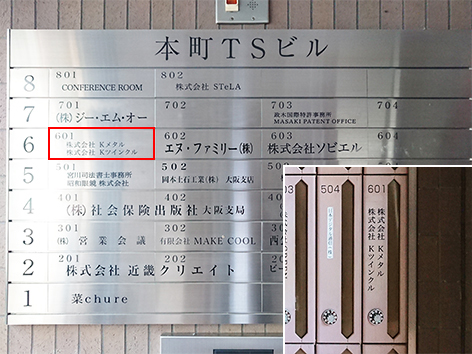 本町TSビル
8
801
CONFERENCE ROOM
802
株式会社 STeLA
7
701
(株)ジー・エム・オー
702
703
政木国際特許事務所
MASAKI PATENT OFFICE
704
6
601
株式会社 Kメタル
株式会社 Kツインクル
602
エヌ・ファミリー(株)
603
株式会社ソビエル
5
501
宮川司法書士事務所
昭和眼鏡 株式会社
502
岡本土石工業(株) 大阪支店
503
4
401
(株)社会保険出版社 大阪支局
3
301
(株) 営業会議
302
有限会社 MAKE COOL
303
2
201
株式会社 近畿クリエイト
202
1
菜chure
03
504
601
株式会社 Kメタル
株式会社 Kツインクル